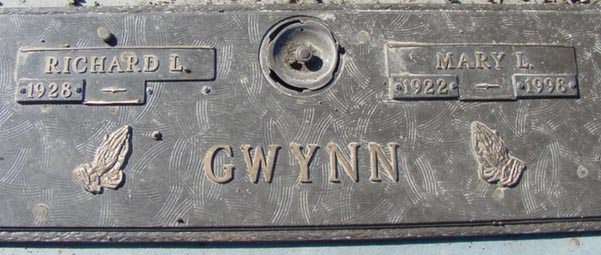 RICHARD L.
1928
MARY L.
1922 - 1998
GWYNN